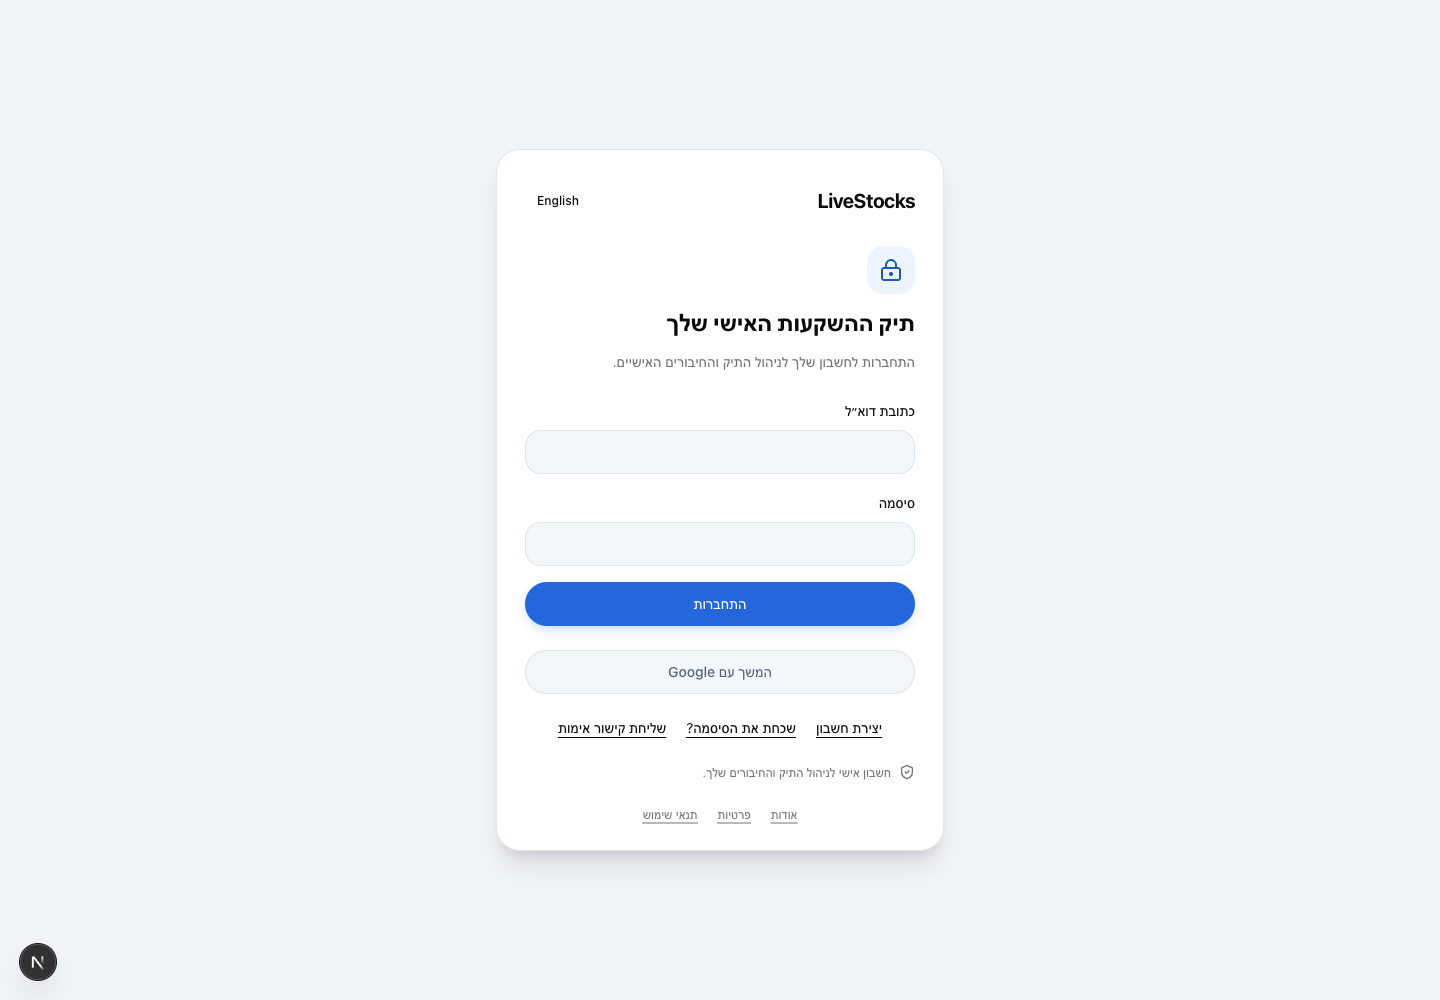 LiveStocks
English
תיק ההשקעות האישי שלך
התחברות לחשבון שלך לניהול התיק והחיבורים האישיים.
כתובת דוא״ל
סיסמה
התחברות
המשך עם Google
יצירת חשבון שכחת את הסיסמה? שליחת קישור אימות
חשבון אישי לניהול התיק והחיבורים שלך.
אודות פרטיות תנאי שימוש
N